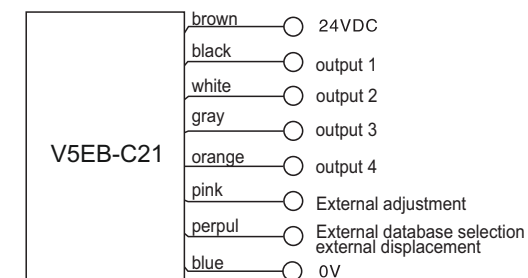 brown
24VDC
black
output 1
white
output 2
gray
output 3
V5EB-C21
orange
output 4
pink
External adjustment
perpul
External database selection
external displacement
blue
0V